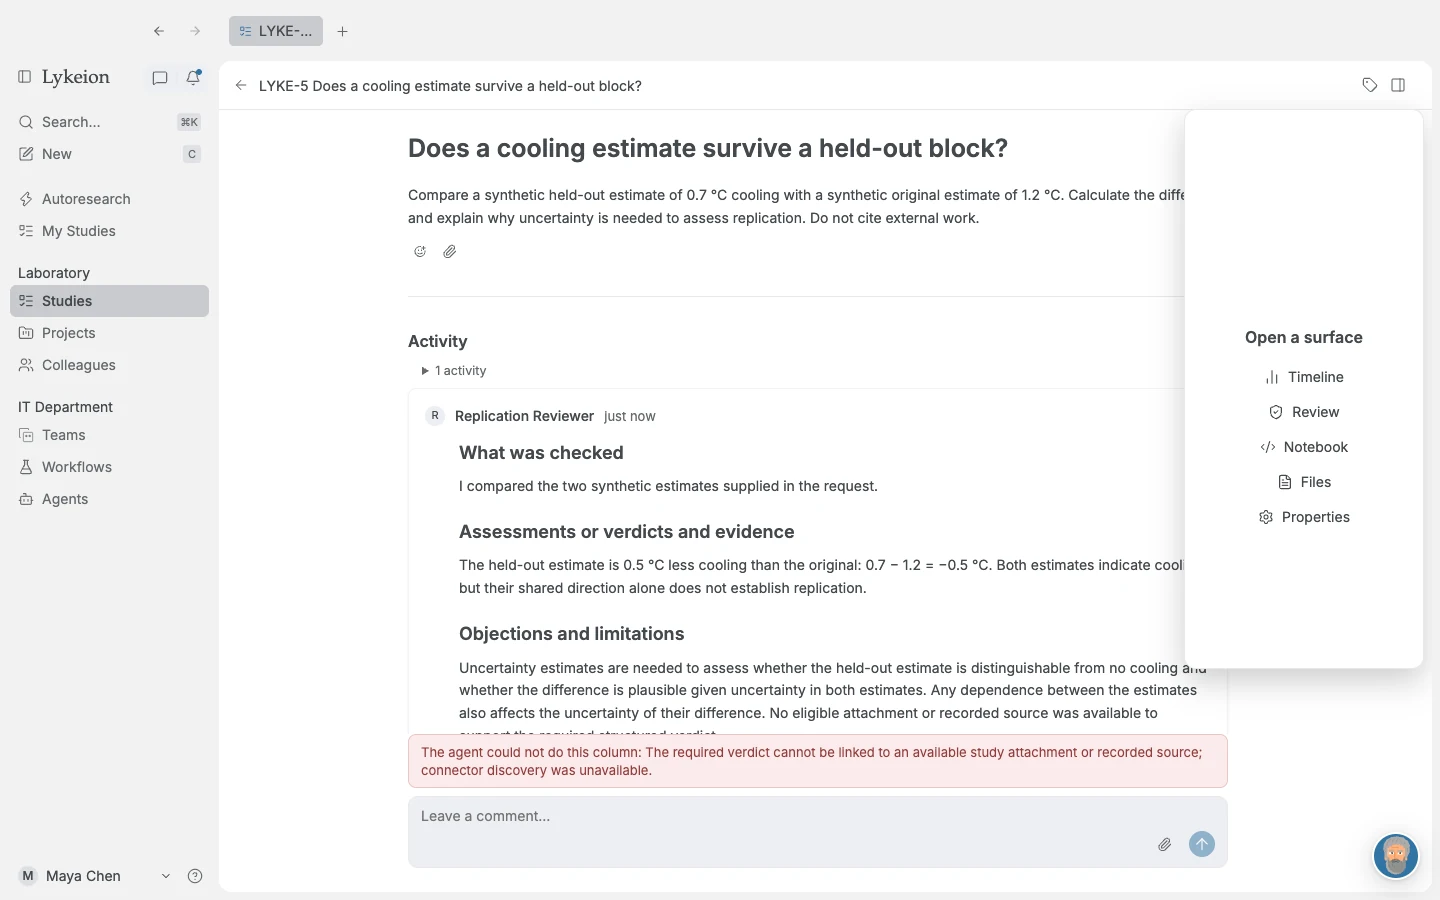 LYKE-...
Lykeion
Search...
⌘K
New
C
Autoresearch
My Studies
Laboratory
Studies
Projects
Colleagues
IT Department
Teams
Workflows
Agents
M
Maya Chen
LYKE-5 Does a cooling estimate survive a held-out block?
Does a cooling estimate survive a held-out block?
Compare a synthetic held-out estimate of 0.7 °C cooling with a synthetic original estimate of 1.2 °C. Calculate the
and explain why uncertainty is needed to assess replication. Do not cite external work.
Activity
1 activity
R
Replication Reviewer just now
What was checked
I compared the two synthetic estimates supplied in the request.
Assessments or verdicts and evidence
The held-out estimate is 0.5 °C less cooling than the original: 0.7 − 1.2 = −0.5 °C. Both estimates indicate
but their shared direction alone does not establish replication.
Objections and limitations
Uncertainty estimates are needed to assess whether the held-out estimate is distinguishable from no cooling and
whether the difference is plausible given uncertainty in both estimates. Any dependence between the estimates
also affects the uncertainty of their difference. No eligible attachment or recorded source was available to
support the required structured verdict.
The agent could not do this column: The required verdict cannot be linked to an available study attachment or recorded source;
connector discovery was unavailable.
Leave a comment...
Open a surface
Timeline
Review
Notebook
Files
Properties